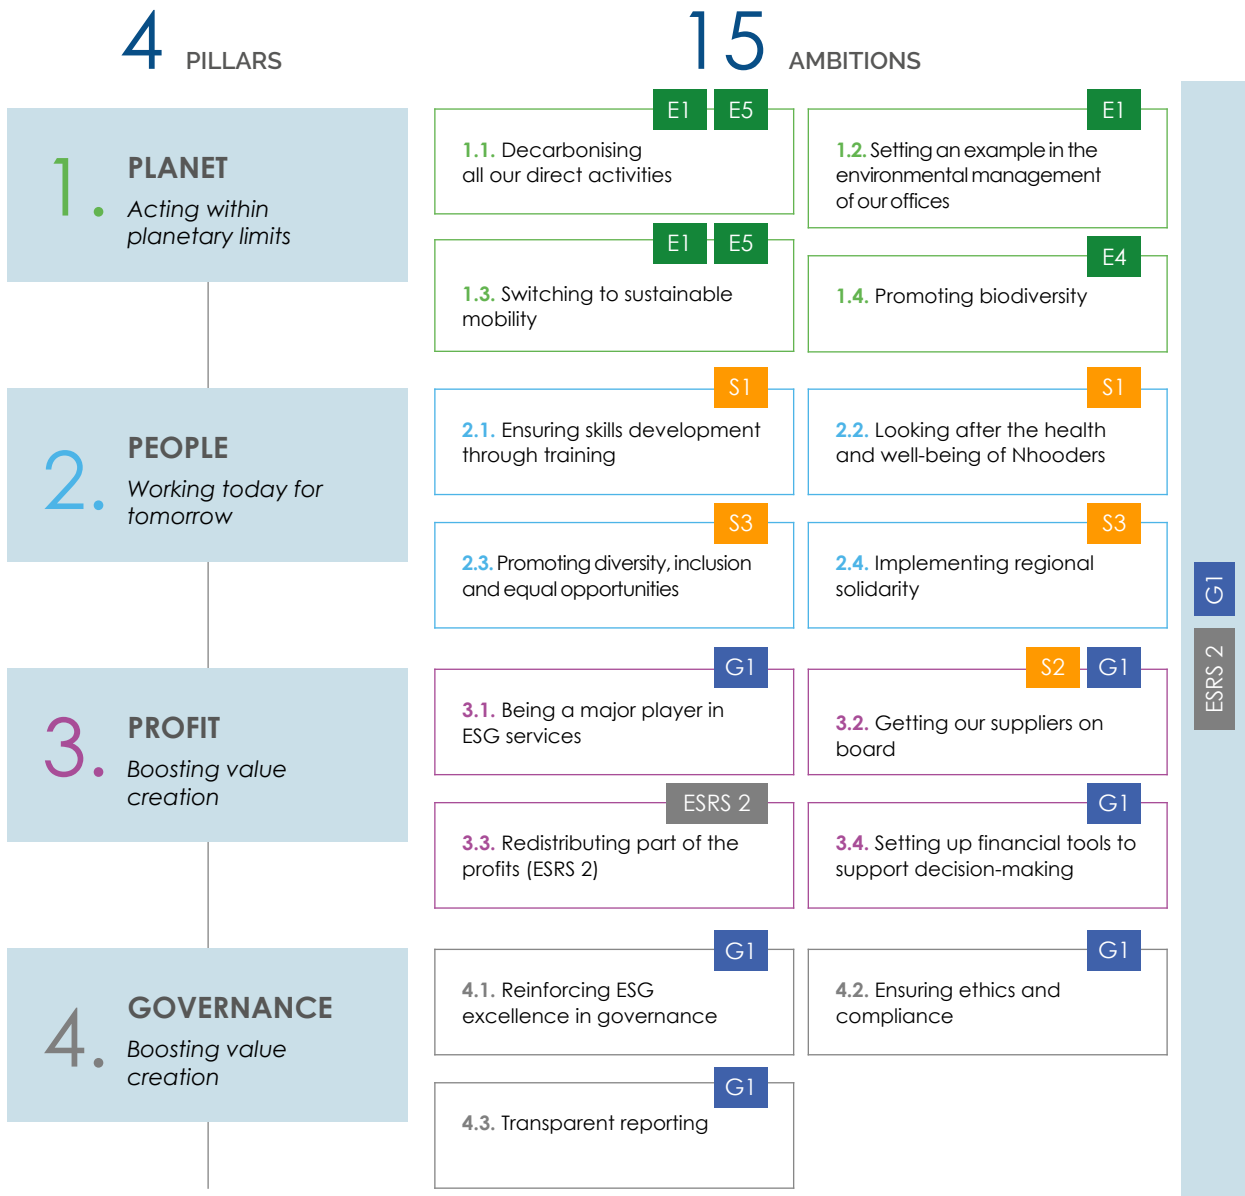 4 PILLARS
15 AMBITIONS
1.
PLANET
Acting within
planetary limits
E1 E5
1.1. Decarbonising
all our direct activities
E1
1.2. Setting an example in the
environmental management
of our offices
E1 E5
1.3. Switching to sustainable
mobility
E4
1.4. Promoting biodiversity
2.
PEOPLE
Working today for
tomorrow
S1
2.1. Ensuring skills development
through training
S1
2.2. Looking after the health
and well-being of Nhooders
S3
2.3. Promoting diversity, inclusion
and equal opportunities
S3
2.4. Implementing regional
solidarity
3.
PROFIT
Boosting value
creation
G1
3.1. Being a major player in
ESG services
S2 G1
3.2. Getting our suppliers on
board
ESRS 2
3.3. Redistributing part of the
profits (ESRS 2)
G1
3.4. Setting up financial tools to
support decision-making
4.
GOVERNANCE
Boosting value
creation
G1
4.1. Reinforcing ESG
excellence in governance
G1
4.2. Ensuring ethics and
compliance
G1
4.3. Transparent reporting
ESRS 2 G1